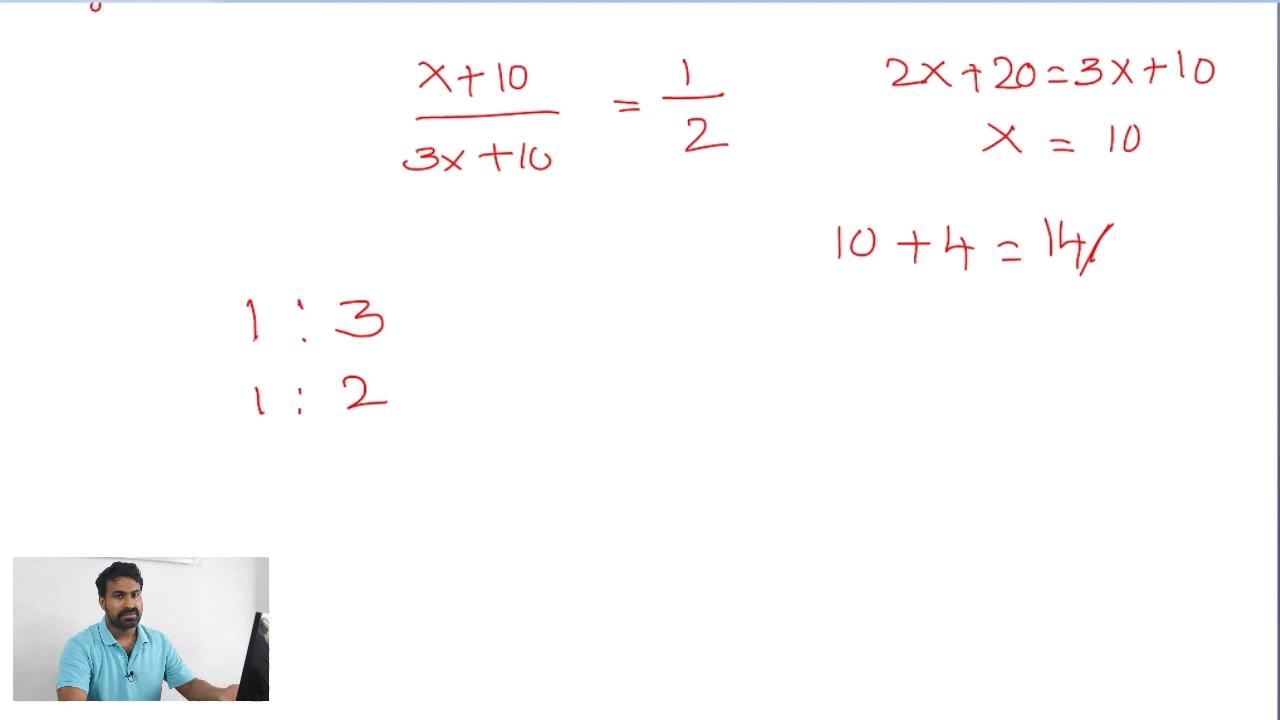 x+10 / 3x+10 = 1/2
2x+20=3x+10
x = 10
10+4=14/
1 : 3
1 : 2